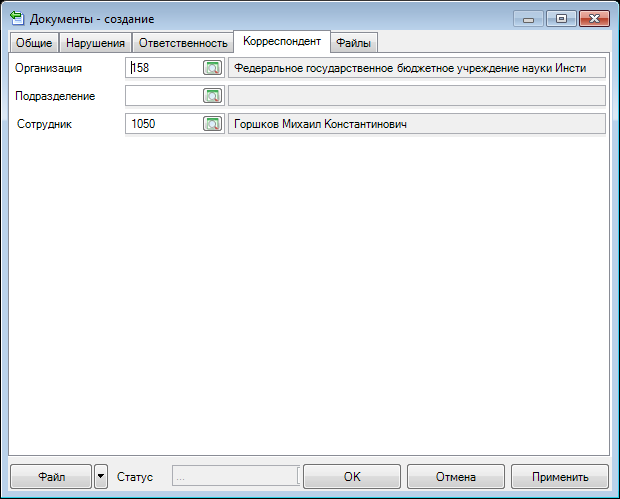 Документы - создание
Общие Нарушения Ответственность Корреспондент Файлы
Организация 158 Федеральное государственное бюджетное учреждение науки Инсти
Подразделение
Сотрудник 1050 Горшков Михаил Константинович
Файл Статус ... OK Отмена Применить